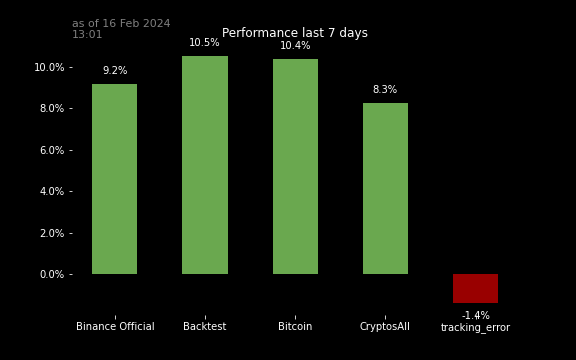 as of 16 Feb 2024
13:01
Performance last 7 days
10.5%
10.4%
9.2%
8.3%
-1.4%
10.0%
8.0%
6.0%
4.0%
2.0%
0.0%
Binance Official
Backtest
Bitcoin
CryptosAll
tracking_error